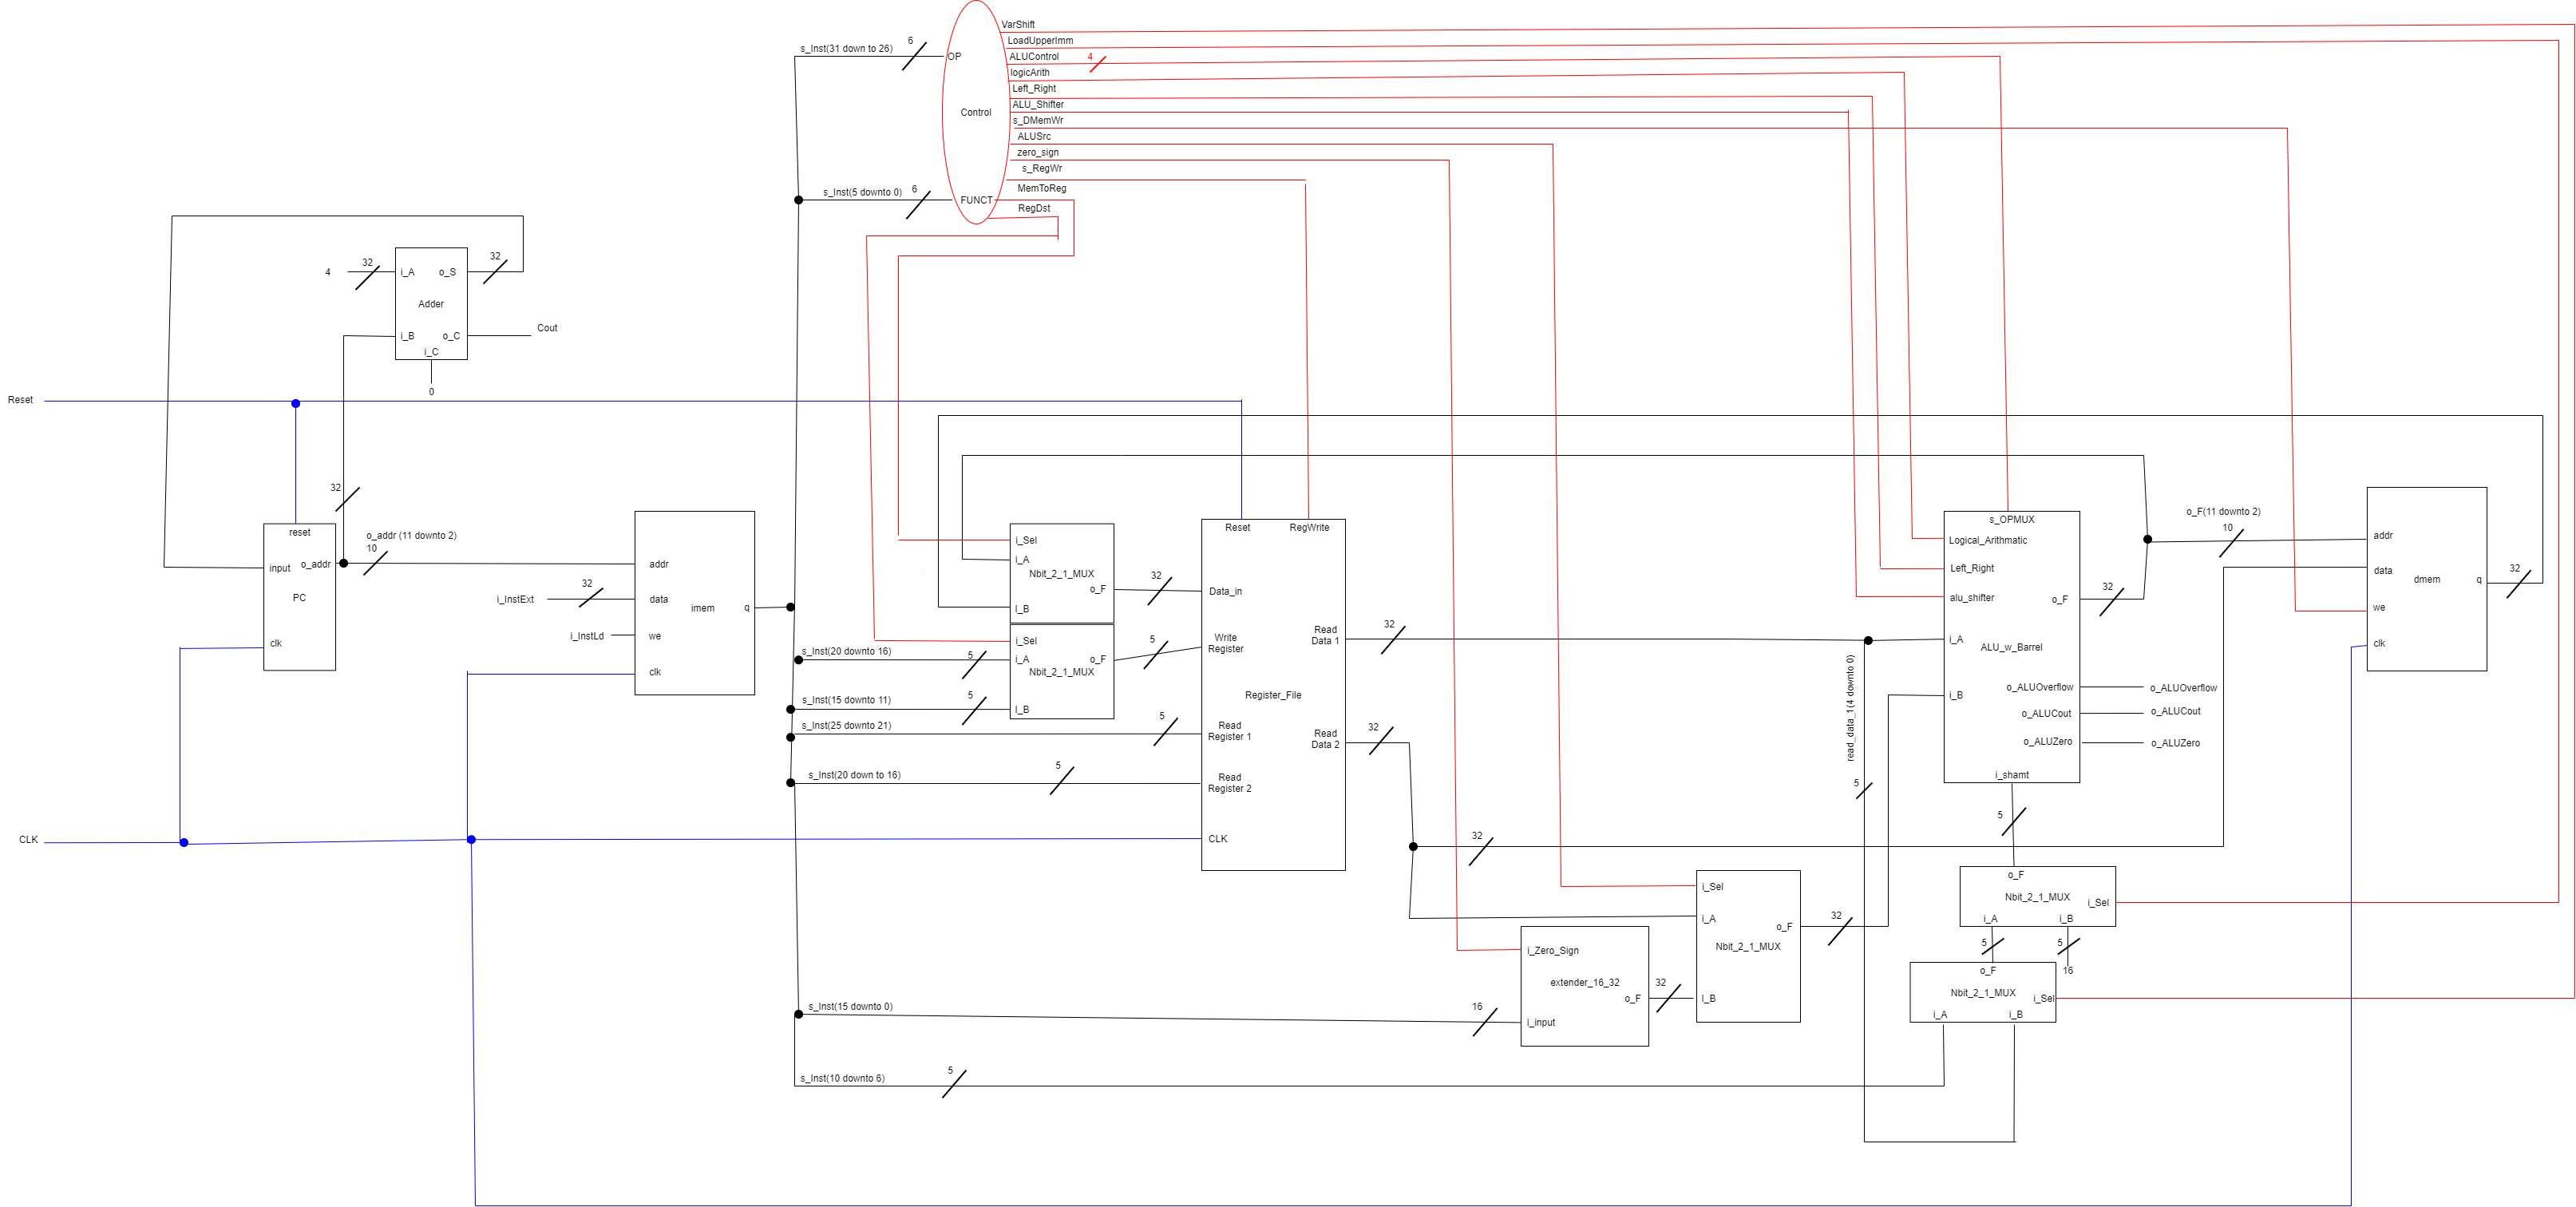 VarShift
LoadUpperImm
ALUControl
4
logicArith
Left_Right
ALU_Shifter
s_DMemWr
ALUSrc
zero_sign
s_RegWr
MemToReg
RegDst
s_Inst(31 down to 26)
6
OP
Control
s_Inst(5 downto 0)
6
FUNCT
4
32
i_A
o_S
32
Adder
i_B
o_C
Cout
i_C
0
Reset
32
reset
o_addr (11 downto 2)
10
input
o_addr
PC
clk
addr
i_InstExt
32
data
imem
q
i_InstLd
we
clk
i_Sel
i_A
Nbit_2_1_MUX
o_F
I_B
32
i_Sel
s_Inst(20 downto 16)
5
i_A
o_F
Nbit_2_1_MUX
5
s_Inst(15 downto 11)
5
I_B
s_Inst(25 downto 21)
5
s_Inst(20 down to 16)
5
Reset
RegWrite
Data_in
Write
Register
Read
Data 1
32
Register_File
Read
Register 1
Read
Data 2
32
Read
Register 2
CLK
CLK
32
s_OPMUX
Logical_Arithmatic
Left_Right
alu_shifter
o_F
32
i_A
ALU_w_Barrel
i_B
o_ALUOverflow
o_ALUOverflow
o_ALUCout
o_ALUCout
o_ALUZero
o_ALUZero
i_shamt
read_data_1(4 downto 0)
5
5
o_F(11 downto 2)
10
addr
data
dmem
q
32
we
clk
i_Sel
i_A
o_F
32
Nbit_2_1_MUX
I_B
i_Zero_Sign
extender_16_32
o_F
32
i_input
s_Inst(15 downto 0)
16
s_Inst(10 downto 6)
5
o_F
Nbit_2_1_MUX
i_Sel
i_A
i_B
5
5
16
o_F
Nbit_2_1_MUX
i_Sel
i_A
i_B